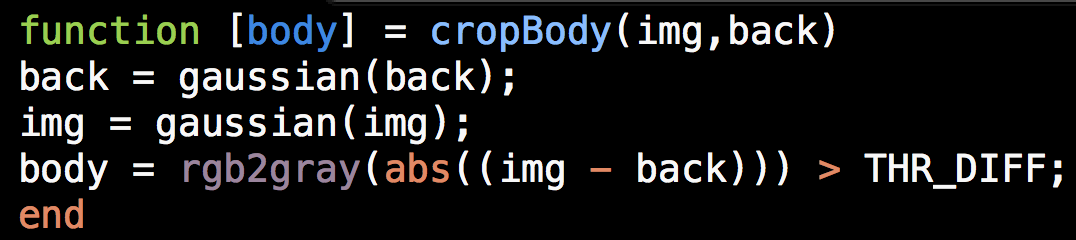 function [body] = cropBody(img,back)
back = gaussian(back);
img = gaussian(img);
body = rgb2gray(abs((img - back))) > THR_DIFF;
end